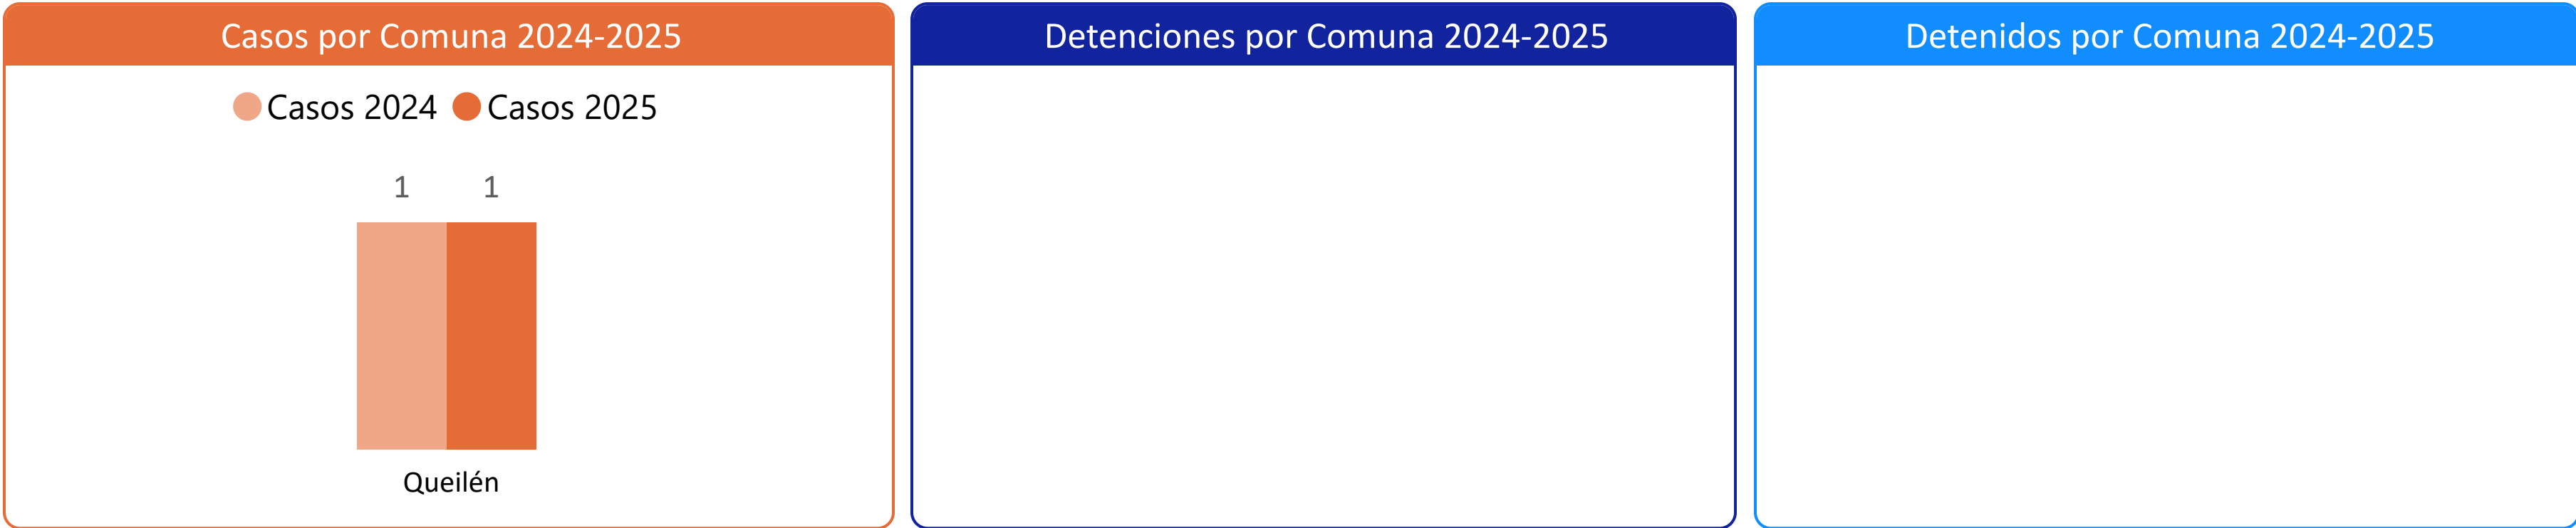 Casos por Comuna 2024-2025
Casos 2024 Casos 2025
1 1
Queilén
Detenciones por Comuna 2024-2025
Detenidos por Comuna 2024-2025